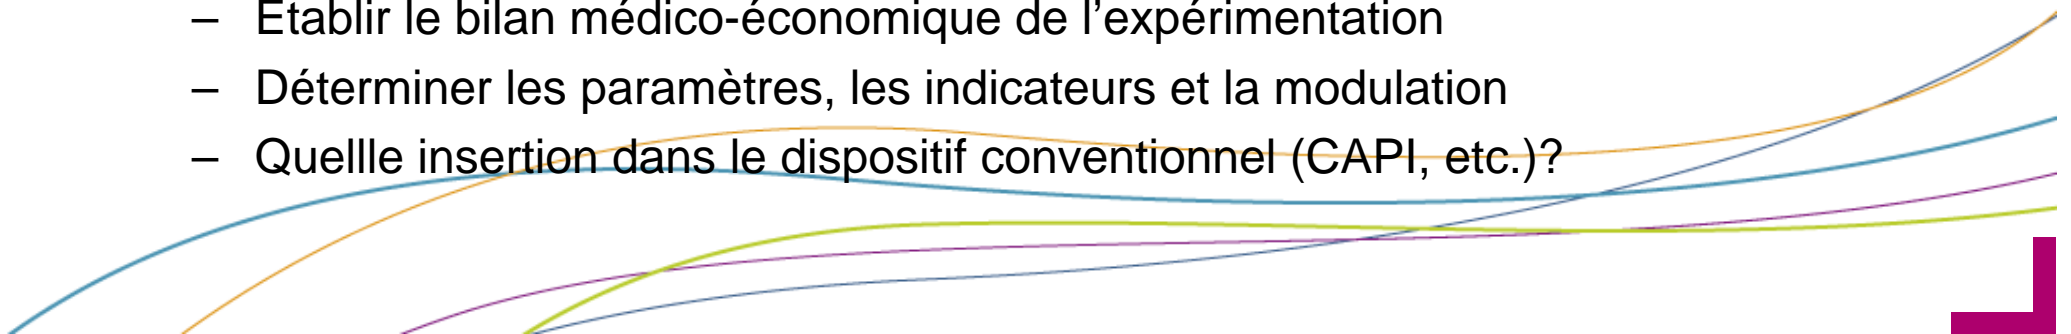 – Etablir le bilan médico-économique de l’expérimentation
– Déterminer les paramètres, les indicateurs et la modulation
– Quellle insertion dans le dispositif conventionnel (CAPI, etc.)?